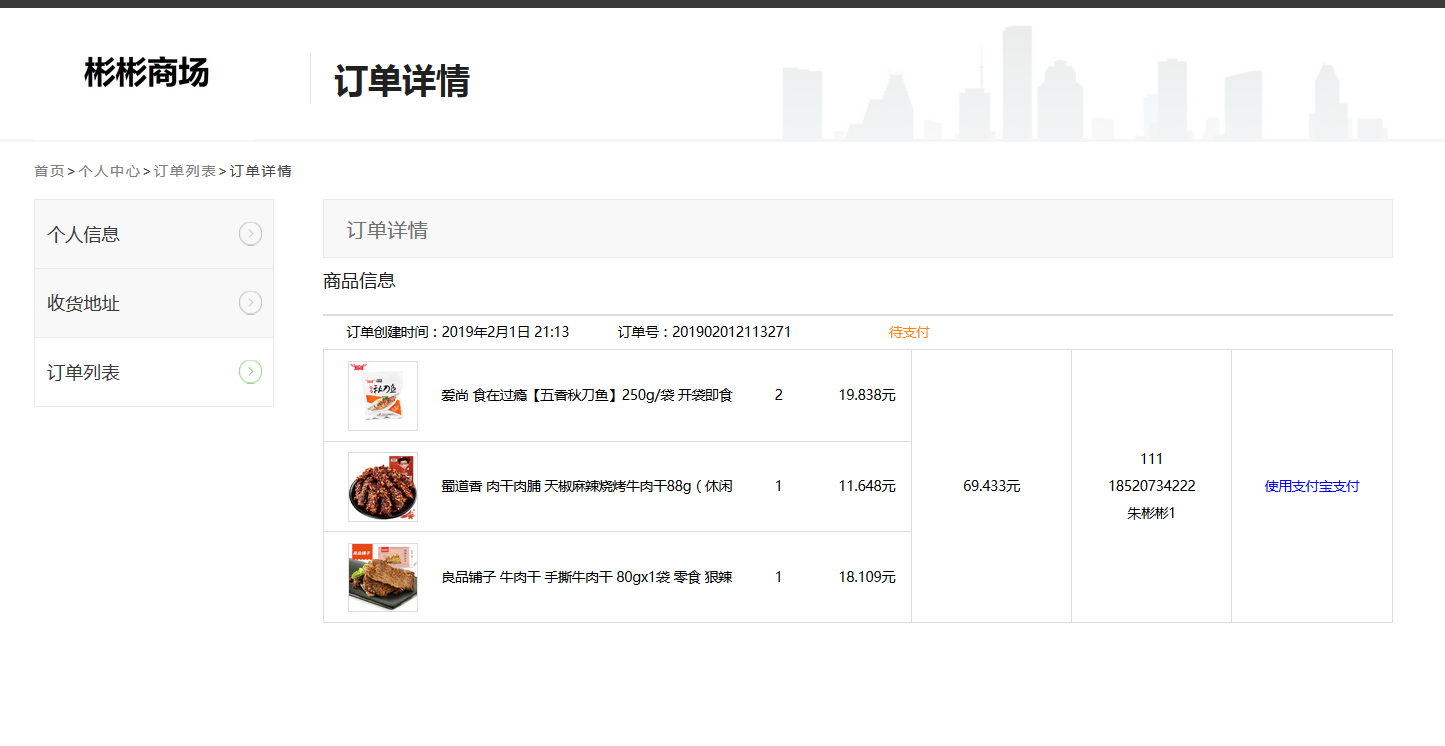 彬彬商场
订单详情
首页>个人中心>订单列表>订单详情
个人信息
收货地址
订单列表
订单详情
商品信息
订单创建时间：2019年2月1日 21:13 订单号：201902012113271 待支付
爱尚 食在过瘾【五香秋刀鱼】250g/袋 开袋即食 2 19.838元
蜀道香 肉干肉脯 天椒麻辣烧烤牛肉干88g（休闲 1 11.648元
良品铺子 牛肉干 手撕牛肉干 80gx1袋 零食 狠辣 1 18.109元
69.433元
111
18520734222
朱彬彬1
使用支付宝支付